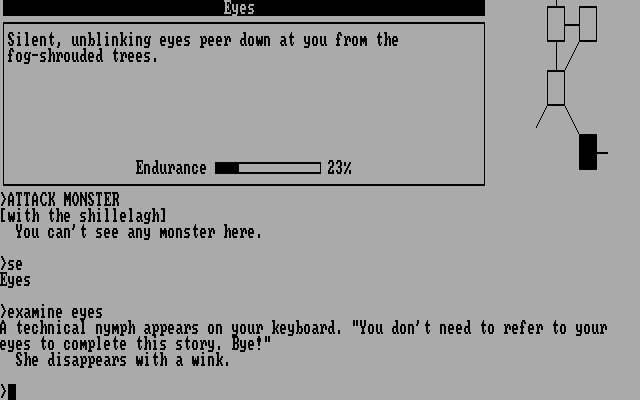 Eyes
Silent, unblinking eyes peer down at you from the
fog-shrouded trees.
Endurance 23%
>ATTACK MONSTER
[with the shillelagh]
You can't see any monster here.
>se
Eyes
>examine eyes
A technical nymph appears on your keyboard. "You don't need to refer to your
eyes to complete this story. Bye!"
She disappears with a wink.
>